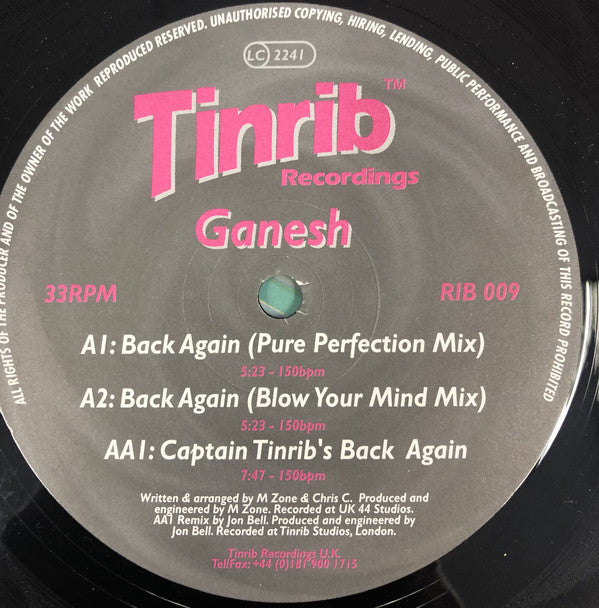 ALL RIGHTS OF THE PRODUCER AND OF THE OWNER OF THE WORK REPRODUCED RESERVED. UNAUTHORISED COPYING, HIRING, LENDING, PUBLIC PERFORMANCE AND BROADCASTING OF THIS RECORD PROHIBITED
LC 2241
Tinrib™
Recordings
Ganesh
33RPM
RIB 009
A1: Back Again (Pure Perfection Mix)
5:23 - 150bpm
A2: Back Again (Blow Your Mind Mix)
5:23 - 150bpm
AA1: Captain Tinrib's Back Again
7:47 - 150bpm
Written & arranged by M Zone & Chris C. Produced and
engineered by M Zone. Recorded at UK 44 Studios.
AA1 Remix by Jon Bell. Produced and engineered by
Jon Bell. Recorded at Tinrib Studios, London.
Tinrib Recordings U.K.
Tel/Fax: +44 (0)181 900 1715